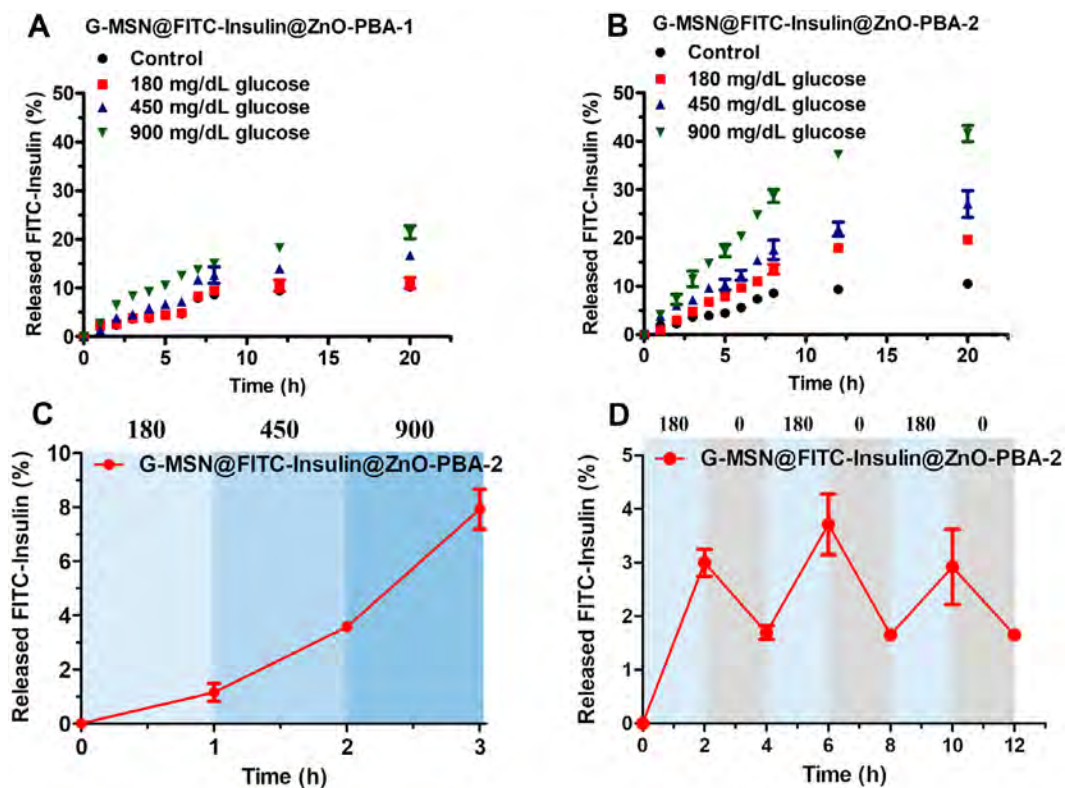 A
G-MSN@FITC-Insulin@ZnO-PBA-1
Control
180 mg/dL glucose
450 mg/dL glucose
900 mg/dL glucose
Released FITC-Insulin (%)
50
40
30
20
10
0
0
5
10
15
20
Time (h)
B
G-MSN@FITC-Insulin@ZnO-PBA-2
Control
180 mg/dL glucose
450 mg/dL glucose
900 mg/dL glucose
Released FITC-Insulin (%)
50
40
30
20
10
0
0
5
10
15
20
Time (h)
C
180 450 900
G-MSN@FITC-Insulin@ZnO-PBA-2
Released FITC-Insulin (%)
10
8
6
4
2
0
0
1
2
3
Time (h)
D
180 0 180 0 180 0
G-MSN@FITC-Insulin@ZnO-PBA-2
Released FITC-Insulin (%)
5
4
3
2
1
0
0
2
4
6
8
10
12
Time (h)